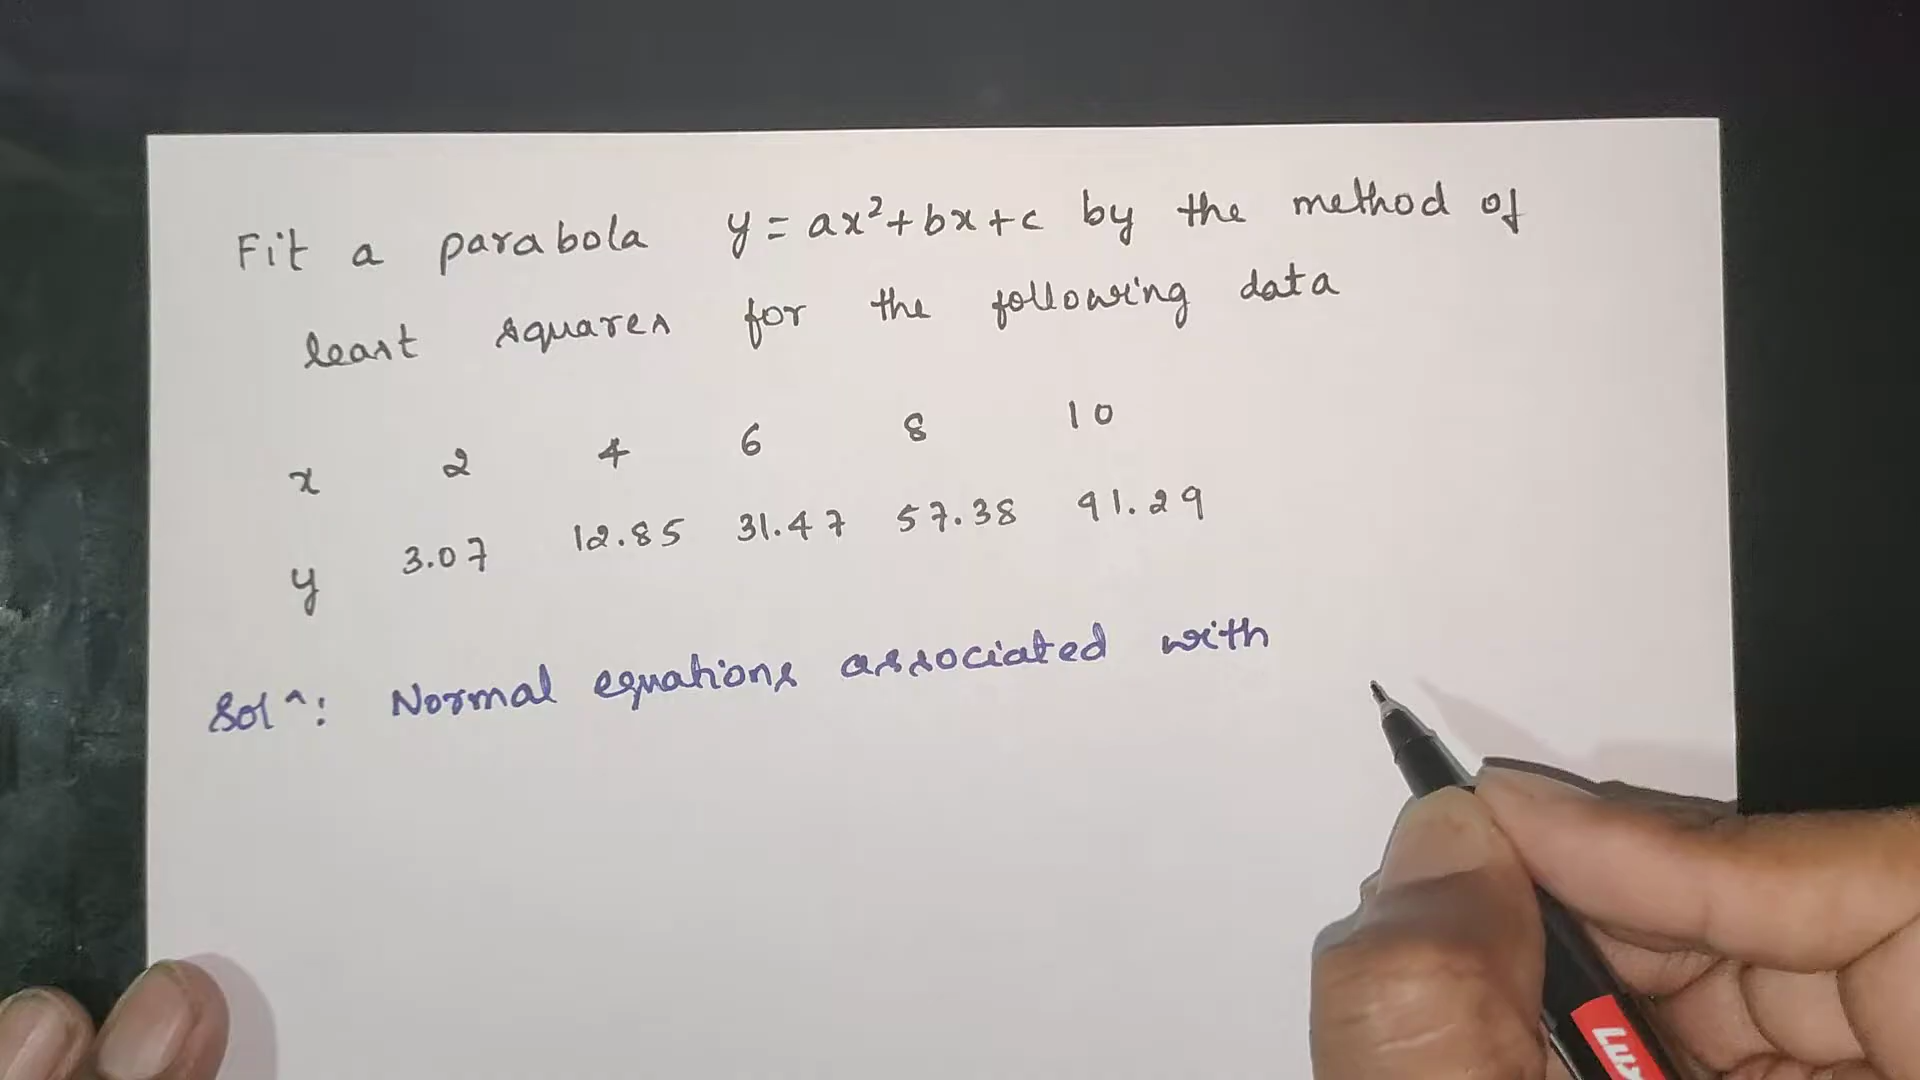 Fit a parabola y = ax²+bx+c by the method of
least squares for the following data
x 2 4 6 8 10
y 3.07 12.85 31.47 57.38 91.29
Solⁿ: Normal equations associated with